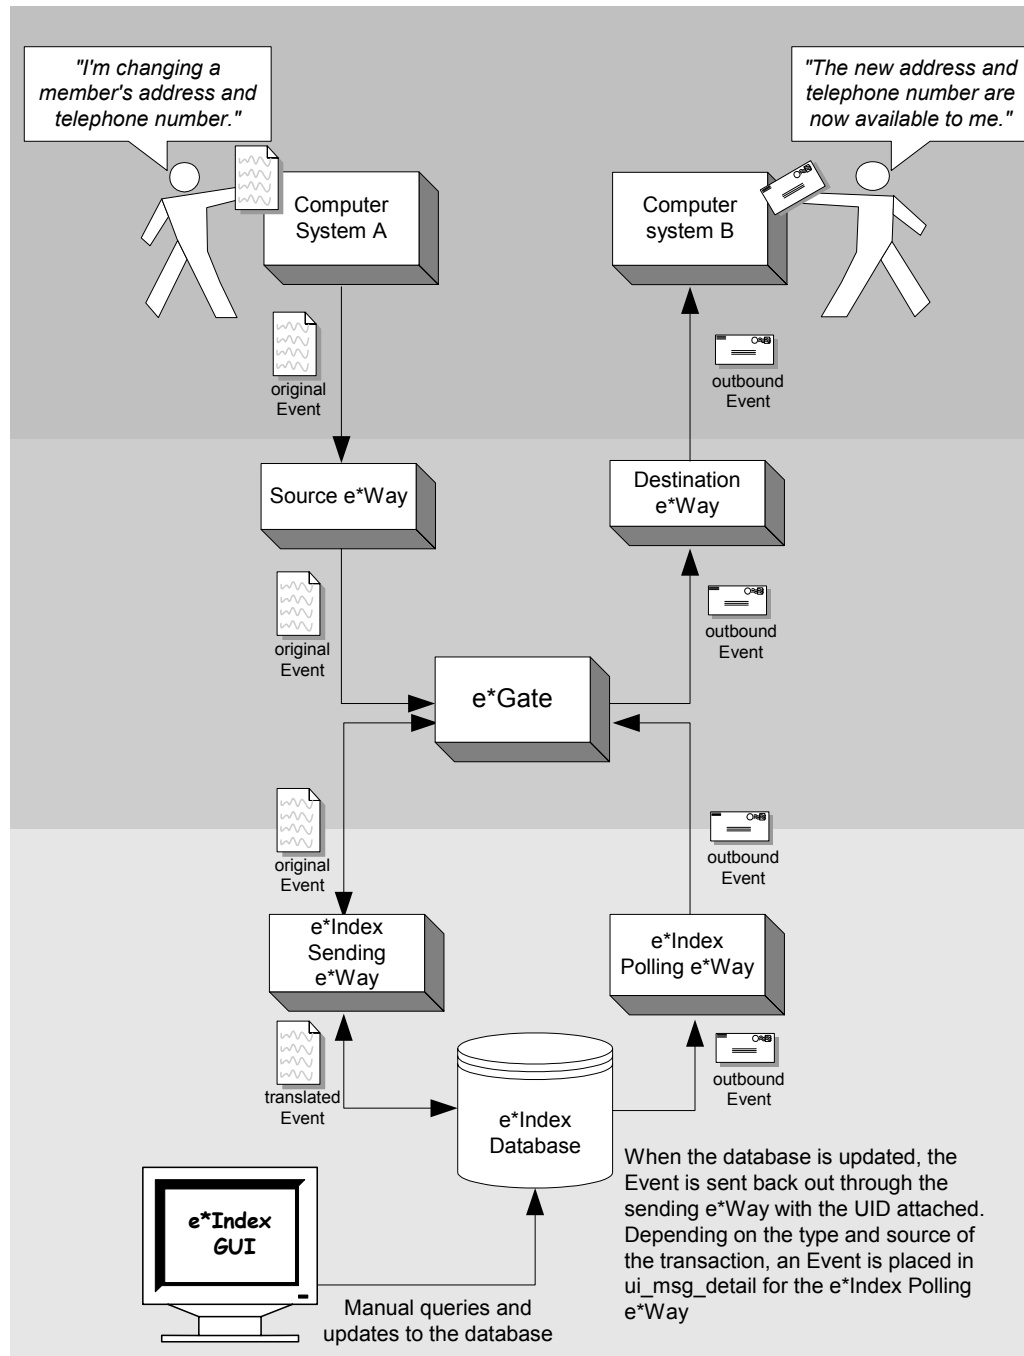 "I'm changing a
member's address and
telephone number."
"The new address and
telephone number are
now available to me."
Computer
System A
Computer
system B
original
Event
outbound
Event
Source e*Way
Destination
e*Way
original
Event
outbound
Event
e*Gate
original
Event
outbound
Event
e*Index
Sending
e*Way
e*Index
Polling e*Way
translated
Event
outbound
Event
e*Index
Database
e*Index
GUI
Manual queries and
updates to the database
When the database is updated, the
Event is sent back out through the
sending e*Way with the UID attached.
Depending on the type and source of
the transaction, an Event is placed in
ui_msg_detail for the e*Index Polling
e*Way